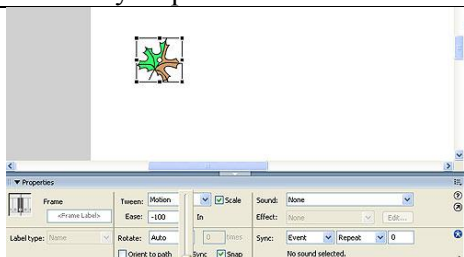 Properties
Frame
<Frame Label>
Tween: Motion Scale Sound: None
Ease: -100 In Effect: None Edit...
Label type: Name Rotate: Auto 0 times Sync: Event Repeat 0
Orient to path Sync Snap No sound selected.